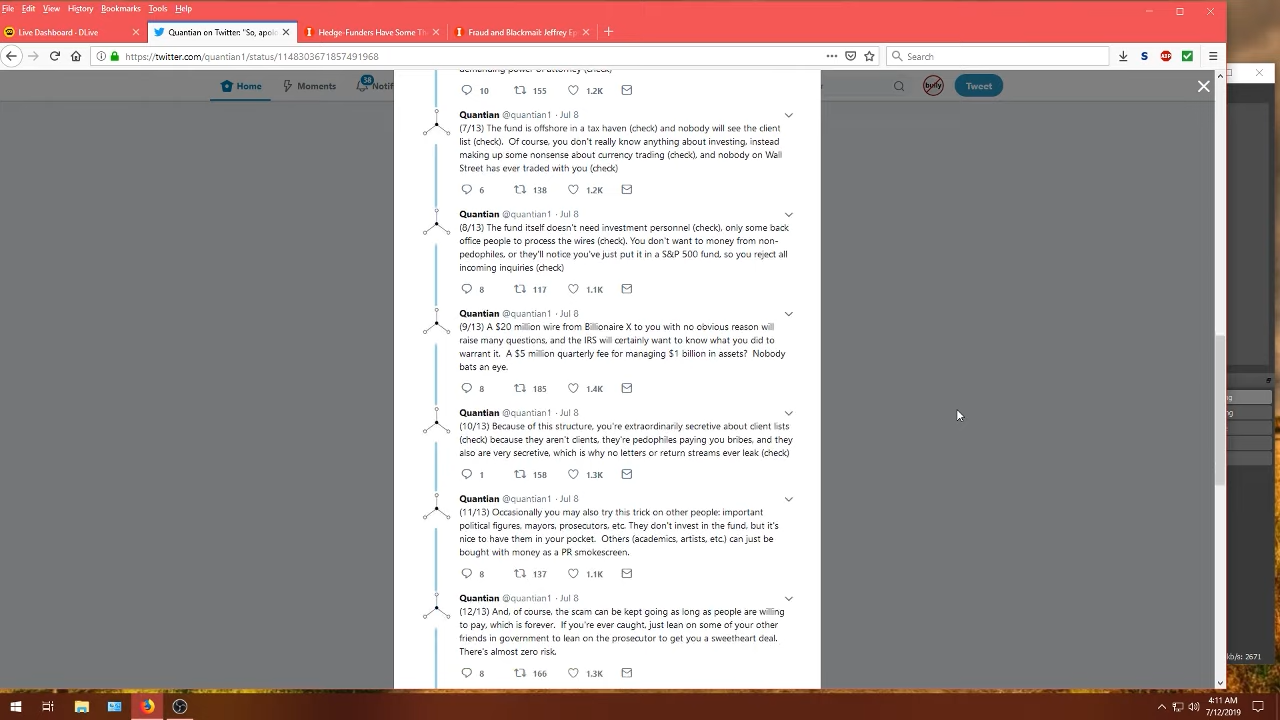 File Edit View History Bookmarks Tools Help
Live Dashboard - DLive
Quantian on Twitter: "So, apolo
Hedge-Funders Have Some Th
Fraud and Blackmail: Jeffrey Ep
https://twitter.com/quantian1/status/1148303671857491968
Search
ABP
Home
Moments
Notif
38
bully
Tweet
demanding power of attorney (check)
10 155 1.2K
Quantian @quantian1 · Jul 8
(7/13) The fund is offshore in a tax haven (check) and nobody will see the client
list (check). Of course, you don't really know anything about investing, instead
making up some nonsense about currency trading (check), and nobody on Wall
Street has ever traded with you (check)
6 138 1.2K
Quantian @quantian1 · Jul 8
(8/13) The fund itself doesn't need investment personnel (check), only some back
office people to process the wires (check). You don't want to money from non-
pedophiles, or they'll notice you've just put it in a S&P 500 fund, so you reject all
incoming inquiries (check)
8 117 1.1K
Quantian @quantian1 · Jul 8
(9/13) A $20 million wire from Billionaire X to you with no obvious reason will
raise many questions, and the IRS will certainly want to know what you did to
warrant it. A $5 million quarterly fee for managing $1 billion in assets? Nobody
bats an eye.
8 185 1.4K
Quantian @quantian1 · Jul 8
(10/13) Because of this structure, you're extraordinarily secretive about client lists
(check) because they aren't clients, they're pedophiles paying you bribes, and they
also are very secretive, which is why no letters or return streams ever leak (check)
1 158 1.3K
Quantian @quantian1 · Jul 8
(11/13) Occasionally you may also try this trick on other people: important
political figures, mayors, prosecutors, etc. They don't invest in the fund, but it's
nice to have them in your pocket. Others (academics, artists, etc.) can just be
bought with money as a PR smokescreen.
8 137 1.1K
Quantian @quantian1 · Jul 8
(12/13) And, of course, the scam can be kept going as long as people are willing
to pay, which is forever. If you're ever caught, just lean on some of your other
friends in government to lean on the prosecutor to get you a sweetheart deal.
There's almost zero risk.
8 166 1.3K
kb/s: 2671
4:11 AM
7/12/2019